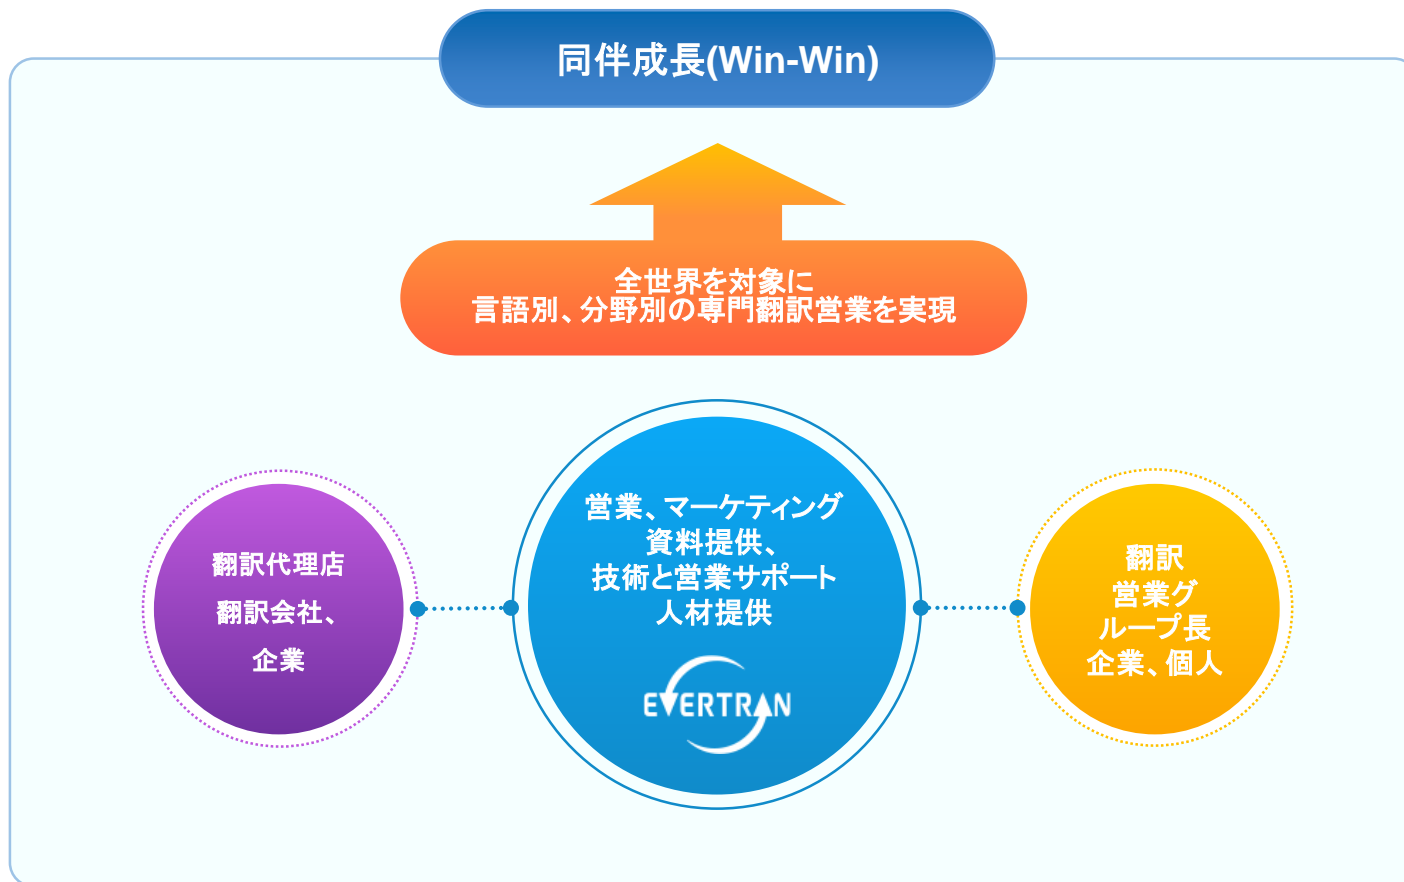 同伴成長(Win-Win)
全世界を対象に
言語別、分野別の専門翻訳営業を実現
翻訳代理店
翻訳会社、
企業
営業、マーケティング
資料提供、
技術と営業サポート
人材提供
EVERTRAN
翻訳
営業グ
ループ長
企業、個人